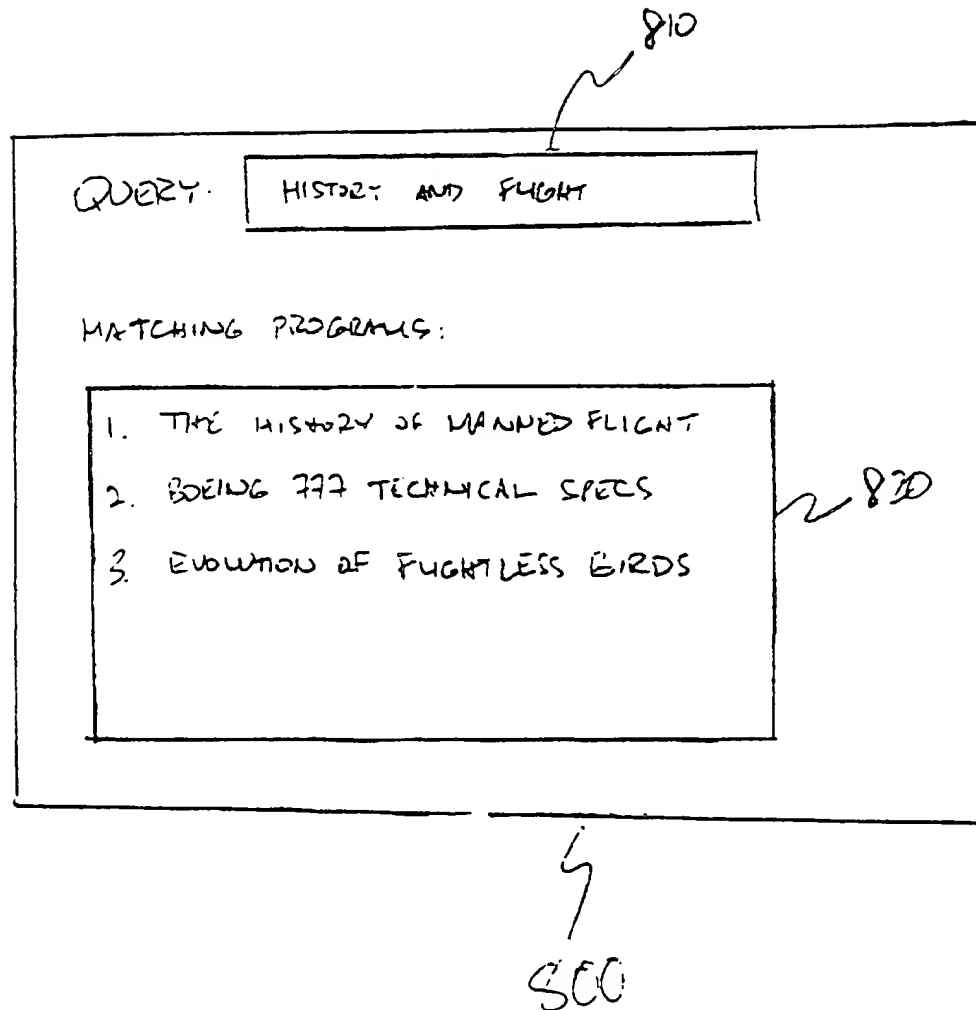 810
QUERY: HISTORY AND FLIGHT
MATCHING PROGRAMS:
1. THE HISTORY OF MANNED FLIGHT
2. BOEING 777 TECHNICAL SPECS
3. EVOLUTION OF FLIGHTLESS BIRDS
830
800